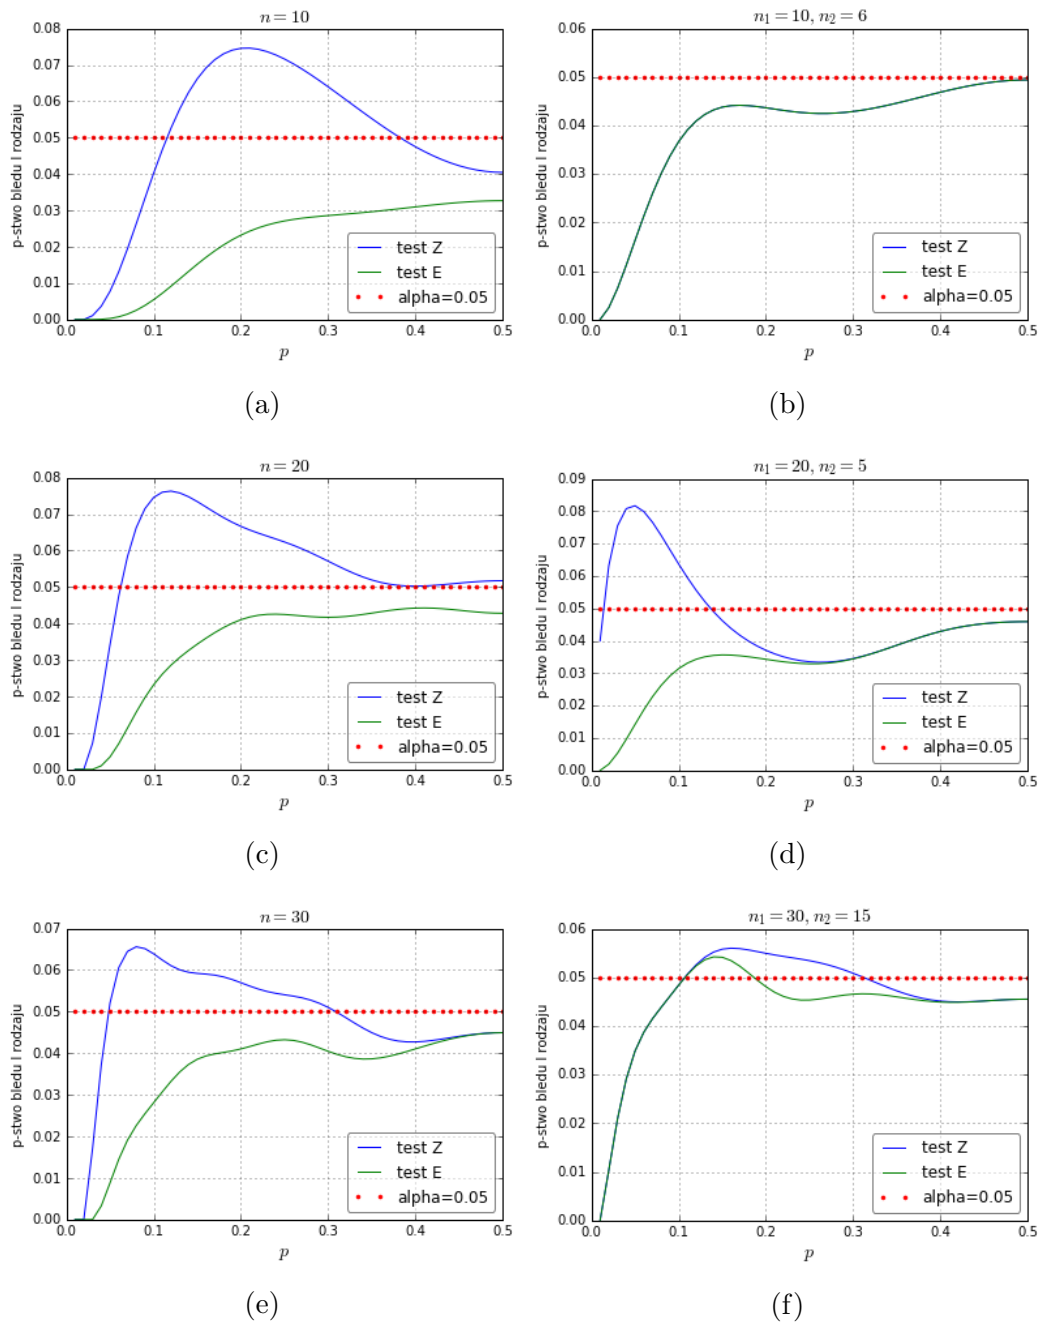 n = 10
0.08
0.07
0.06
0.05
0.04
0.03
0.02
0.01
0.00
p-stwo bledu I rodzaju
test Z
test E
alpha=0.05
0.0 0.1 0.2 0.3 0.4 0.5
p
(a)
n₁ = 10, n₂ = 6
0.06
0.05
0.04
0.03
0.02
0.01
0.00
p-stwo bledu I rodzaju
test Z
test E
alpha=0.05
0.0 0.1 0.2 0.3 0.4 0.5
p
(b)
n = 20
0.08
0.07
0.06
0.05
0.04
0.03
0.02
0.01
0.00
p-stwo bledu I rodzaju
test Z
test E
alpha=0.05
0.0 0.1 0.2 0.3 0.4 0.5
p
(c)
n₁ = 20, n₂ = 5
0.09
0.08
0.07
0.06
0.05
0.04
0.03
0.02
0.01
0.00
p-stwo bledu I rodzaju
test Z
test E
alpha=0.05
0.0 0.1 0.2 0.3 0.4 0.5
p
(d)
n = 30
0.07
0.06
0.05
0.04
0.03
0.02
0.01
0.00
p-stwo bledu I rodzaju
test Z
test E
alpha=0.05
0.0 0.1 0.2 0.3 0.4 0.5
p
(e)
n₁ = 30, n₂ = 15
0.06
0.05
0.04
0.03
0.02
0.01
0.00
p-stwo bledu I rodzaju
test Z
test E
alpha=0.05
0.0 0.1 0.2 0.3 0.4 0.5
p
(f)